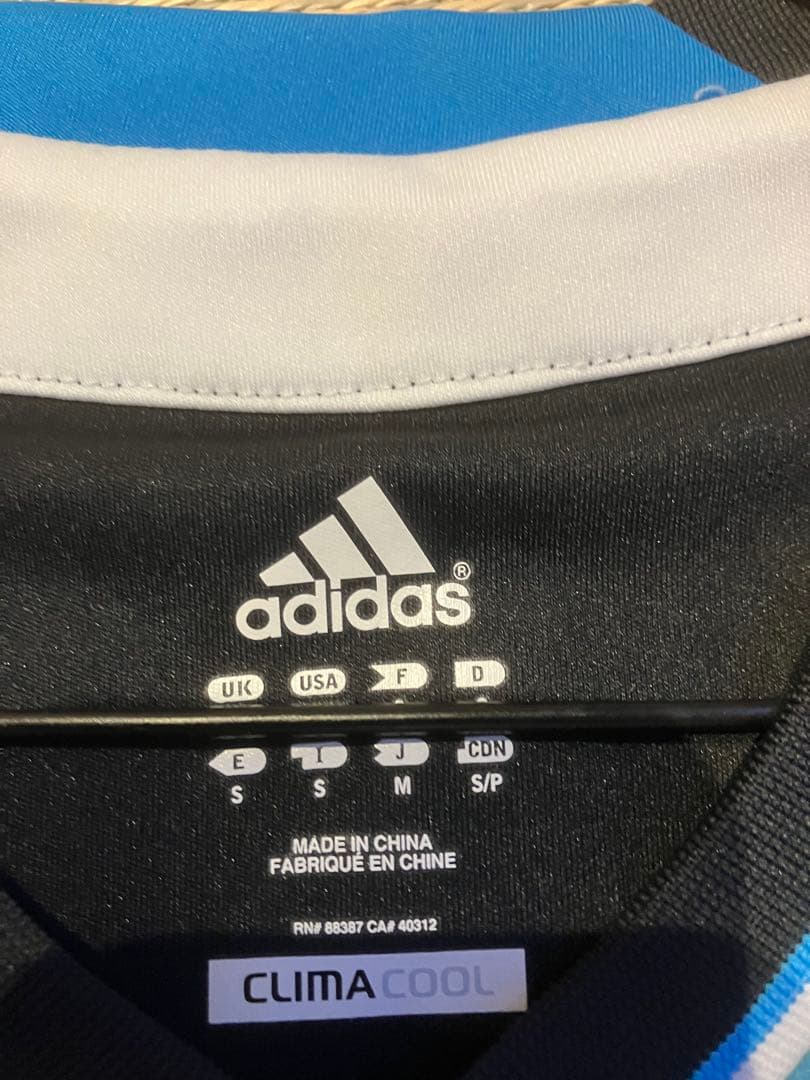 adidas®
UK USA F D
E I J CDN
S S M S/P
MADE IN CHINA
FABRIQUÉ EN CHINE
RN# 88387 CA# 40312
CLIMACOOL